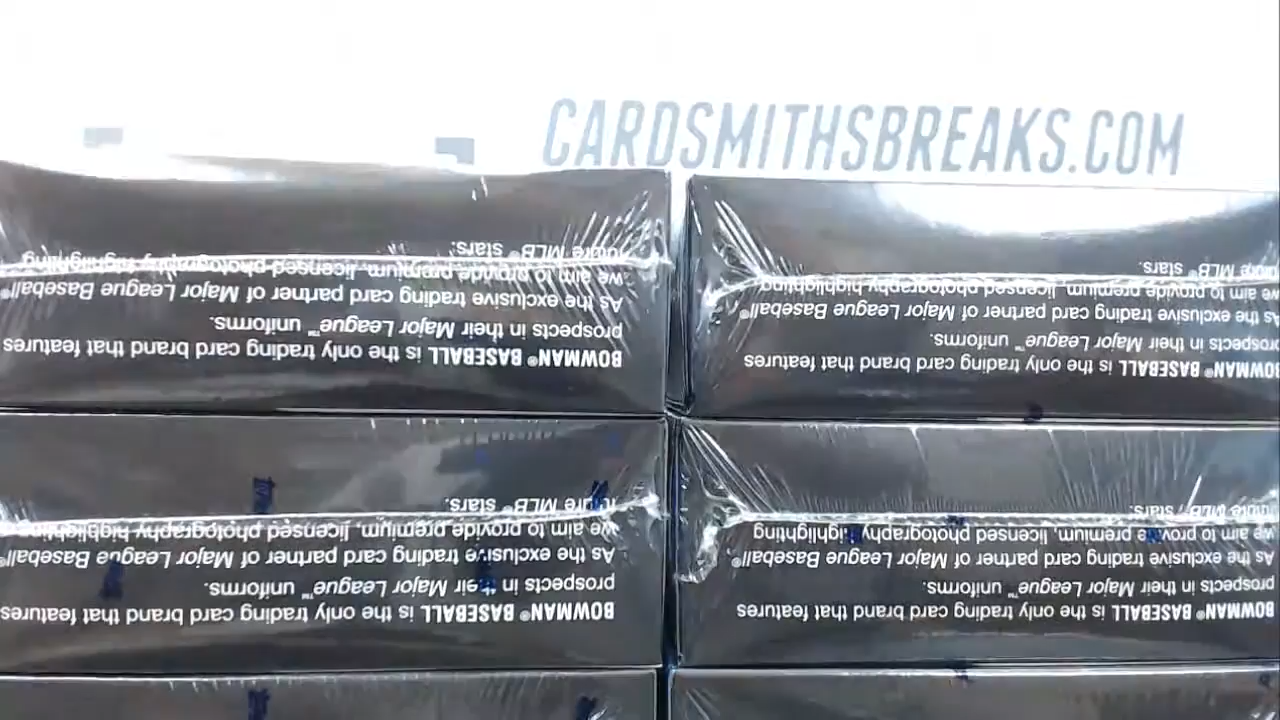 CARDSMITHSBREAKS.COM
BOWMAN® BASEBALL is the only trading card brand that features
prospects in their Major League™ uniforms.
As the exclusive trading card partner of Major League Baseball®
we aim to provide premium, licensed photography highlighting
future MLB® stars.
BOWMAN® BASEBALL is the only trading card brand that features
prospects in their Major League™ uniforms.
As the exclusive trading card partner of Major League Baseball®,
we aim to provide premium, licensed photography highlighting
future MLB® stars.
BOWMAN® BASEBALL is the only trading card brand that features
prospects in their Major League™ uniforms.
As the exclusive trading card partner of Major League Baseball®
we aim to provide premium, licensed photography highlighting
future MLB® stars.
BOWMAN® BASEBALL is the only trading card brand that features
prospects in their Major League™ uniforms.
As the exclusive trading card partner of Major League Baseball®,
we aim to provide premium, licensed photography highlighting
future MLB® stars.